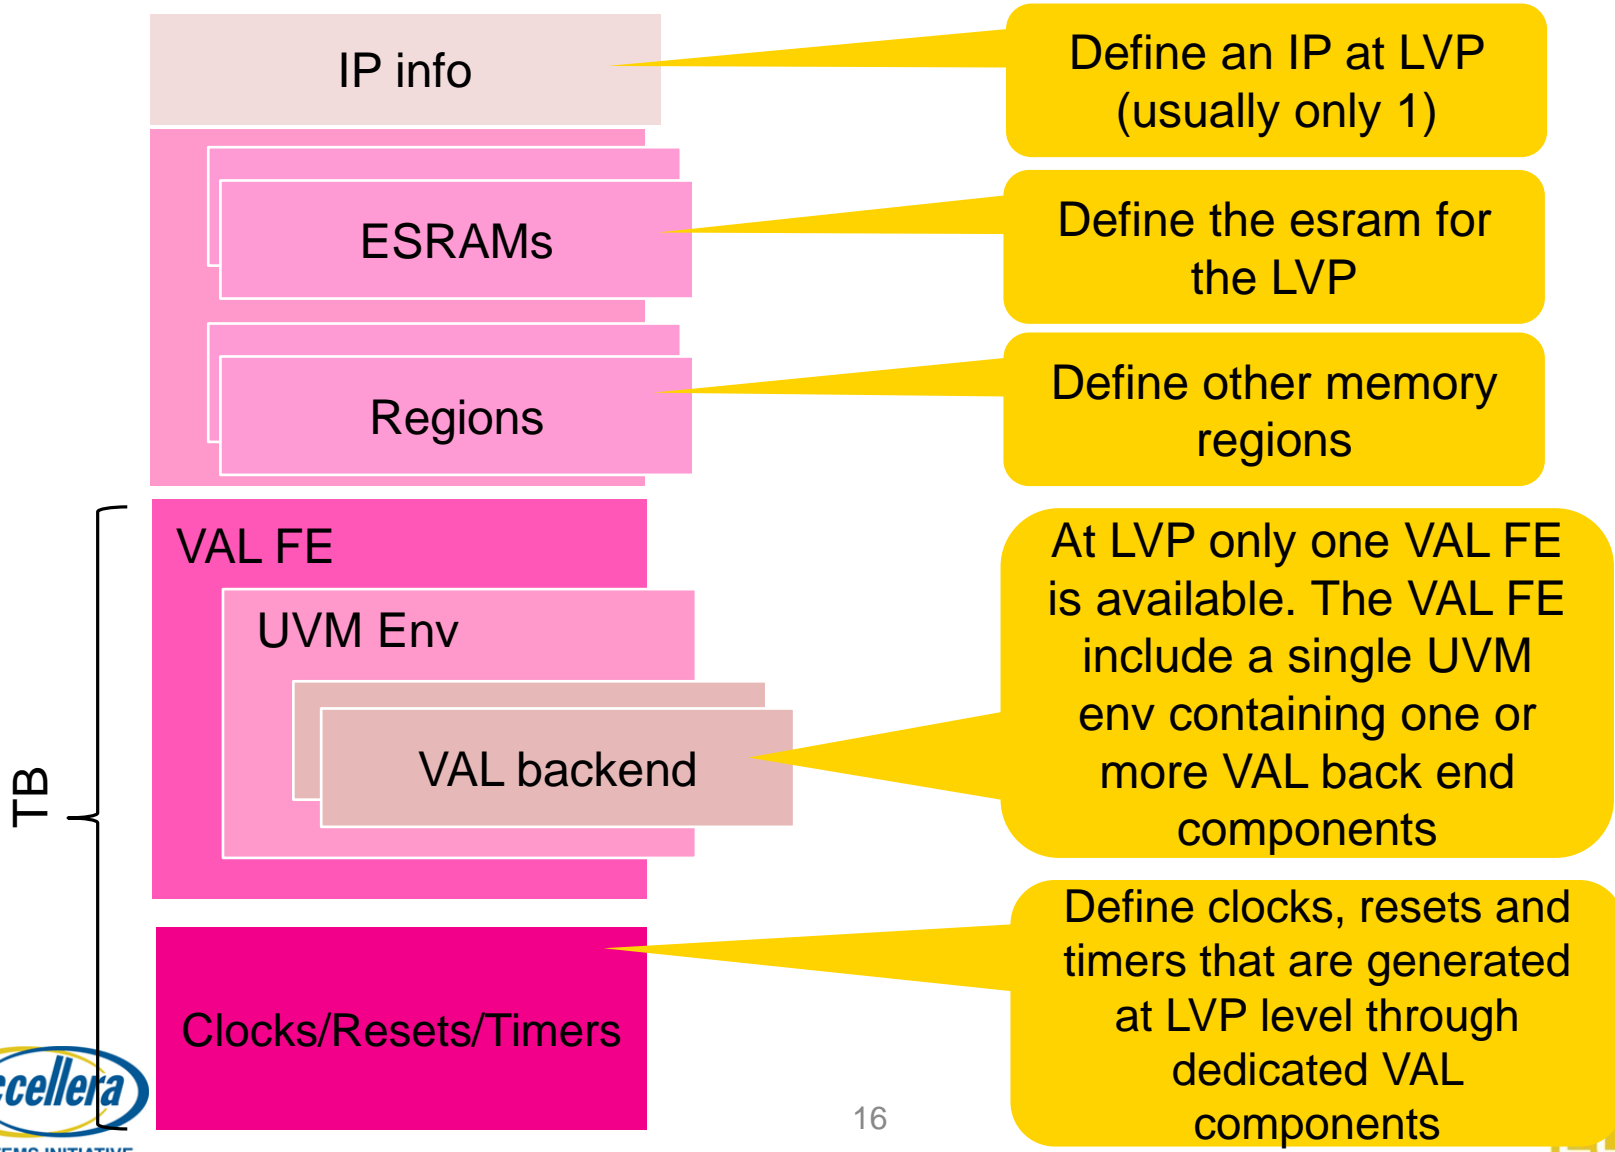 IP info
Define an IP at LVP
(usually only 1)
ESRAMs
Define the esram for
the LVP
Regions
Define other memory
regions
VAL FE
UVM Env
VAL backend
At LVP only one VAL FE
is available. The VAL FE
include a single UVM
env containing one or
more VAL back end
components
TB
Clocks/Resets/Timers
Define clocks, resets and
timers that are generated
at LVP level through
dedicated VAL
components
ccellera
TEMS INITIATIVE
16